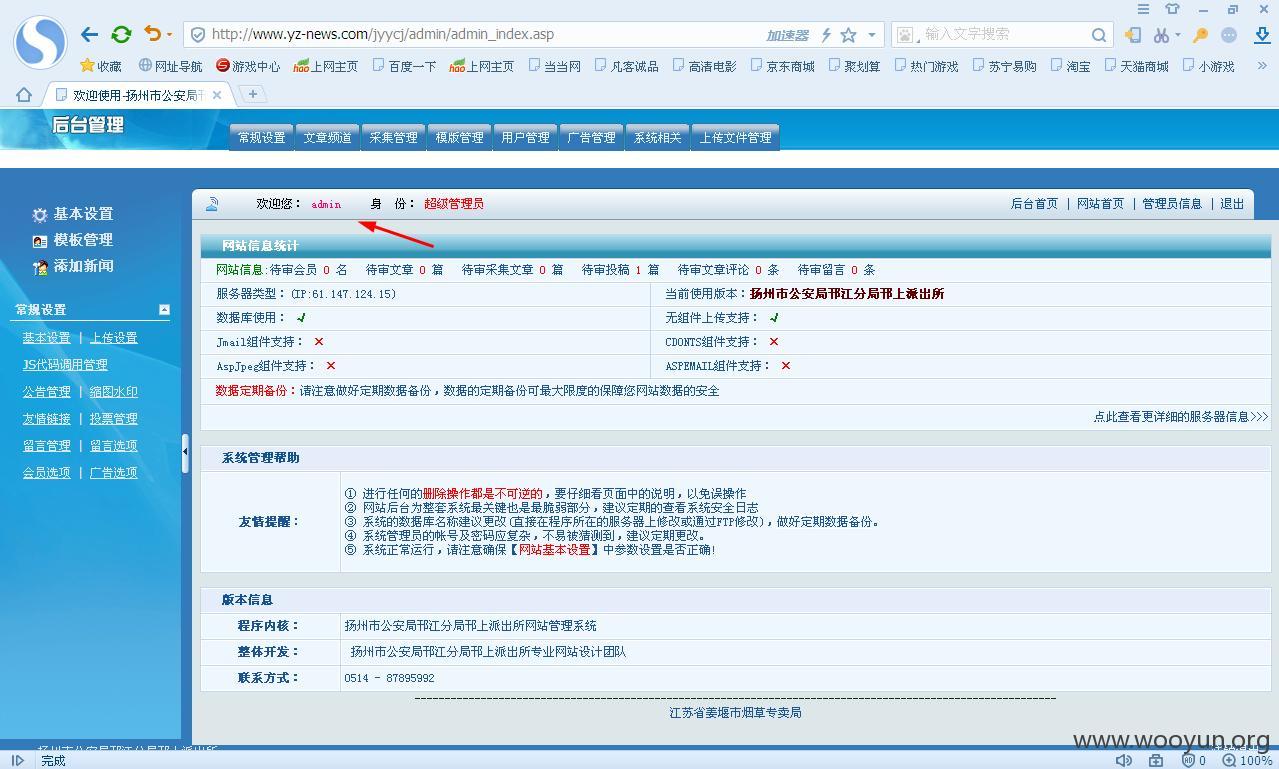 http://www.yz-news.com/jyycj/admin/admin_index.asp 加速器 输入文字搜索
收藏 网址导航 游戏中心 hao上网主页 百度一下 hao上网主页 当当网 凡客诚品 高清电影 京东商城 聚划算 热门游戏 苏宁易购 淘宝 天猫商城 小游戏 »
欢迎使用-扬州市公安局
后台管理
常规设置 文章频道 采集管理 模版管理 用户管理 广告管理 系统相关 上传文件管理
欢迎您： admin 身 份： 超级管理员 后台首页 | 网站首页 | 管理员信息 | 退出
基本设置
模板管理
添加新闻
常规设置
基本设置 | 上传设置
JS代码调用管理
公告管理 | 缩图水印
友情链接 | 投票管理
留言管理 | 留言选项
会员选项 | 广告选项
网站信息统计
网站信息:待审会员 0 名 待审文章 0 篇 待审采集文章 0 篇 待审投稿 1 篇 待审文章评论 0 条 待审留言 0 条
服务器类型：(IP:61.147.124.15) 当前使用版本：扬州市公安局邗江分局邗上派出所
数据库使用： √ 无组件上传支持： √
Jmail组件支持： × CDONTS组件支持： ×
AspJpeg组件支持： × ASPEMAIL组件支持： ×
数据定期备份：请注意做好定期数据备份，数据的定期备份可最大限度的保障您网站数据的安全
点此查看更详细的服务器信息>>>
系统管理帮助
友情提醒：
① 进行任何的删除操作都是不可逆的，要仔细看页面中的说明，以免误操作
② 网站后台为整套系统最关键也是最脆弱部分，建议定期的查看系统安全日志
③ 系统的数据库名称建议更改(直接在程序所在的服务器上修改或通过FTP修改)，做好定期数据备份。
④ 系统管理员的帐号及密码应复杂，不易被猜测到，建议定期更改。
⑤ 系统正常运行，请注意确保【网站基本设置】中参数设置是否正确!
版本信息
程序内核： 扬州市公安局邗江分局邗上派出所网站管理系统
整体开发： 扬州市公安局邗江分局邗上派出所专业网站设计团队
联系方式： 0514 - 87895992
江苏省姜堰市烟草专卖局
扬州市公安局邗江分局邗上派出所
www.wooyun.org
完成 0 100%